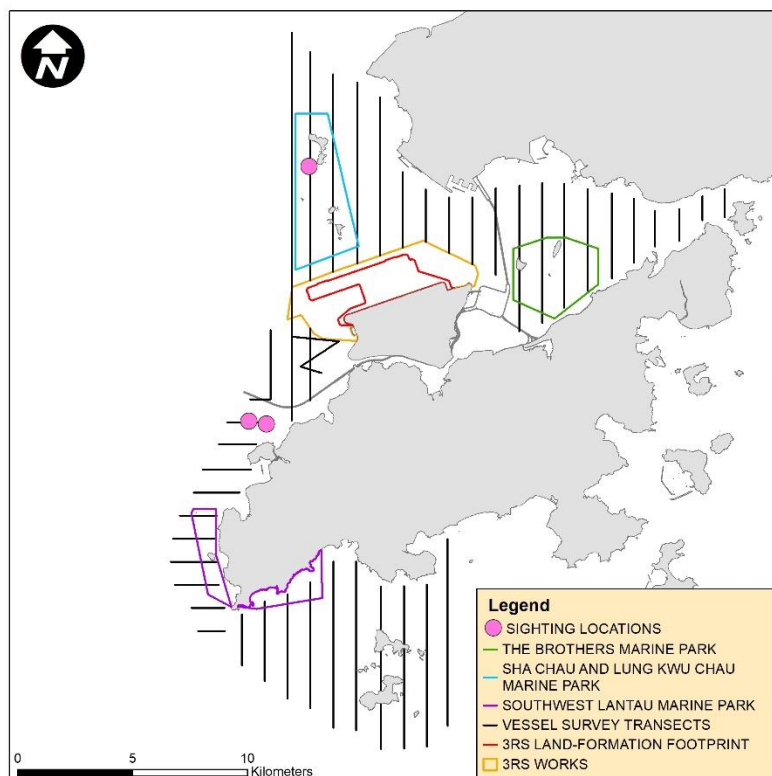 N
Legend
SIGHTING LOCATIONS
THE BROTHERS MARINE PARK
SHA CHAU AND LUNG KWU CHAU
MARINE PARK
SOUTHWEST LANTAU MARINE PARK
VESSEL SURVEY TRANSECTS
3RS LAND-FORMATION FOOTPRINT
3RS WORKS
0 5 10
Kilometers